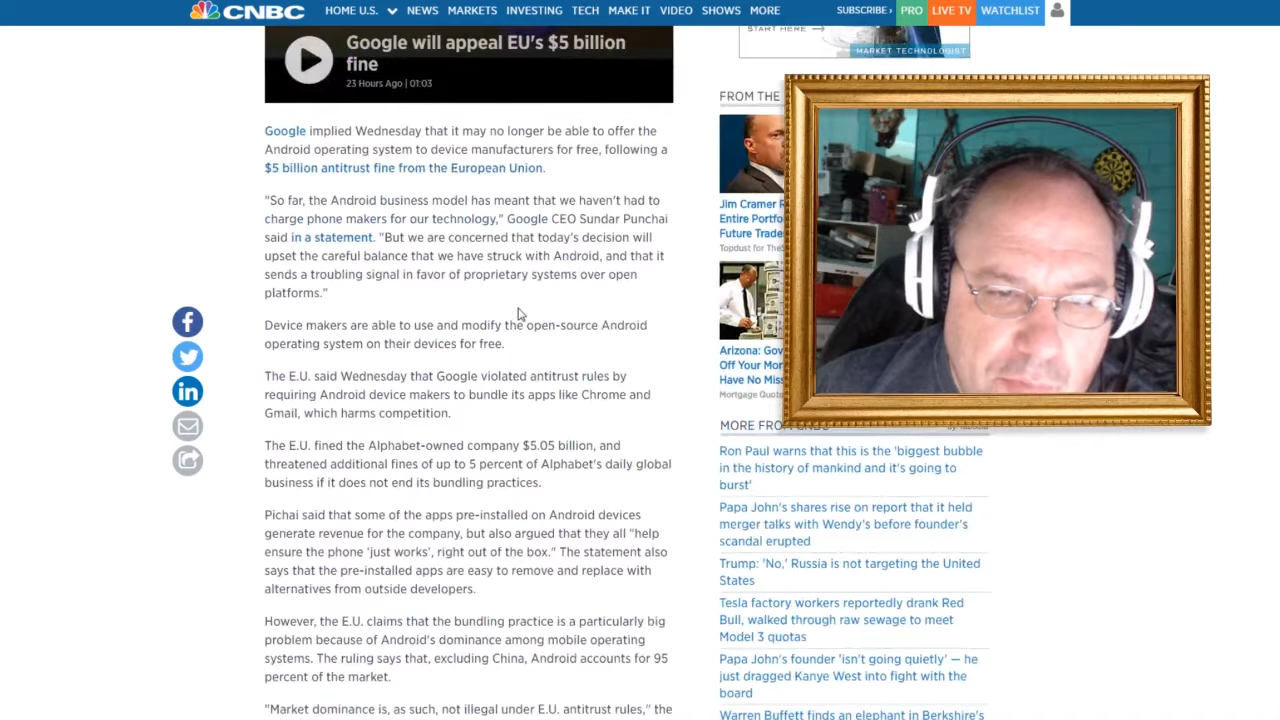 CNBC
HOME U.S.
NEWS
MARKETS
INVESTING
TECH
MAKE IT
VIDEO
SHOWS
MORE
SUBSCRIBE ›
PRO
LIVE TV
WATCHLIST
Google will appeal EU's $5 billion
fine
23 Hours Ago | 01:03
Google implied Wednesday that it may no longer be able to offer the
Android operating system to device manufacturers for free, following a
$5 billion antitrust fine from the European Union.
"So far, the Android business model has meant that we haven't had to
charge phone makers for our technology," Google CEO Sundar Punchai
said in a statement. "But we are concerned that today's decision will
upset the careful balance that we have struck with Android, and that it
sends a troubling signal in favor of proprietary systems over open
platforms."
Device makers are able to use and modify the open-source Android
operating system on their devices for free.
The E.U. said Wednesday that Google violated antitrust rules by
requiring Android device makers to bundle its apps like Chrome and
Gmail, which harms competition.
The E.U. fined the Alphabet-owned company $5.05 billion, and
threatened additional fines of up to 5 percent of Alphabet's daily global
business if it does not end its bundling practices.
Pichai said that some of the apps pre-installed on Android devices
generate revenue for the company, but also argued that they all "help
ensure the phone 'just works', right out of the box." The statement also
says that the pre-installed apps are easy to remove and replace with
alternatives from outside developers.
However, the E.U. claims that the bundling practice is a particularly big
problem because of Android's dominance among mobile operating
systems. The ruling says that, excluding China, Android accounts for 95
percent of the market.
"Market dominance is, as such, not illegal under E.U. antitrust rules," the
START HERE
MARKET TECHNOLOGIST
FROM THE
Jim Cramer R
Entire Portfo
Future Trade
Topdust for The
Arizona: Gov
Off Your Mor
Have No Mis
Mortgage Quot
MORE FROM CNBC
Ron Paul warns that this is the 'biggest bubble
in the history of mankind and it's going to
burst'
Papa John's shares rise on report that it held
merger talks with Wendy's before founder's
scandal erupted
Trump: 'No,' Russia is not targeting the United
States
Tesla factory workers reportedly drank Red
Bull, walked through raw sewage to meet
Model 3 quotas
Papa John's founder 'isn't going quietly' — he
just dragged Kanye West into fight with the
board
Warren Buffett finds an elephant in Berkshire's